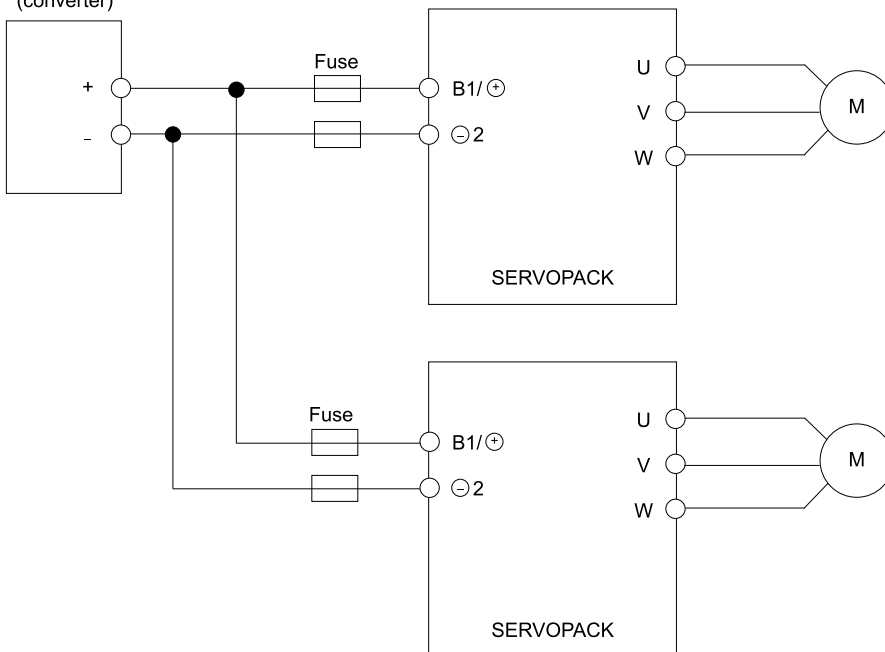 (converter)
+
−
Fuse
B1/⊕
⊖2
U
V
W
M
SERVOPACK
Fuse
B1/⊕
⊖2
U
V
W
M
SERVOPACK